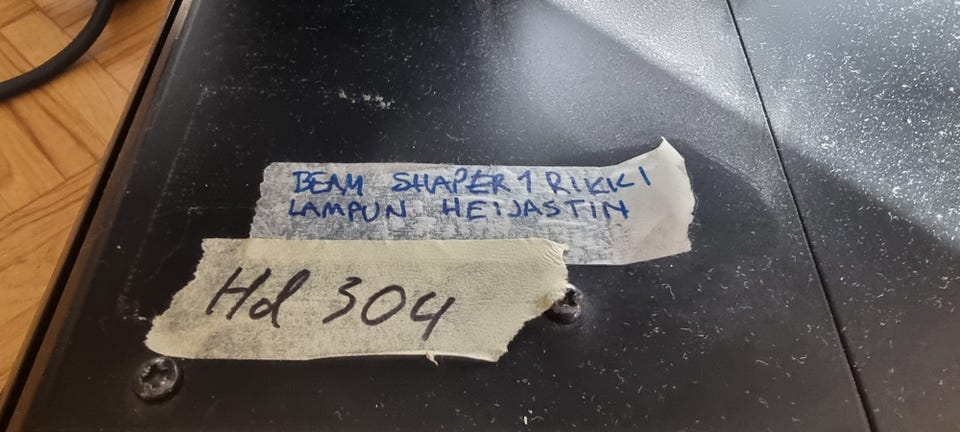 BEAM SHAPER 1 RIKKI
LAMPUN HEIJASTIN
Hd 304